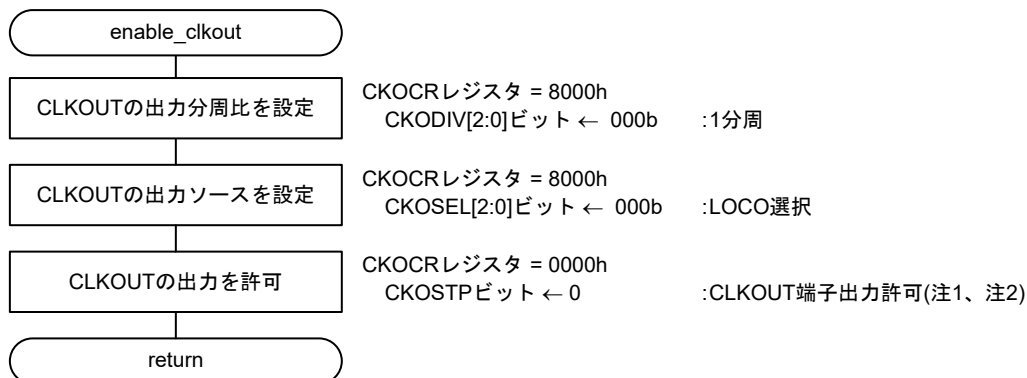 enable_clkout
CLKOUTの出力分周比を設定
CKOCRレジスタ = 8000h
CKODIV[2:0]ビット ← 000b :1分周
CLKOUTの出力ソースを設定
CKOCRレジスタ = 8000h
CKOSEL[2:0]ビット ← 000b :LOCO選択
CLKOUTの出力を許可
CKOCRレジスタ = 0000h
CKOSTPビット ← 0 :CLKOUT端子出力許可(注1、注2)
return